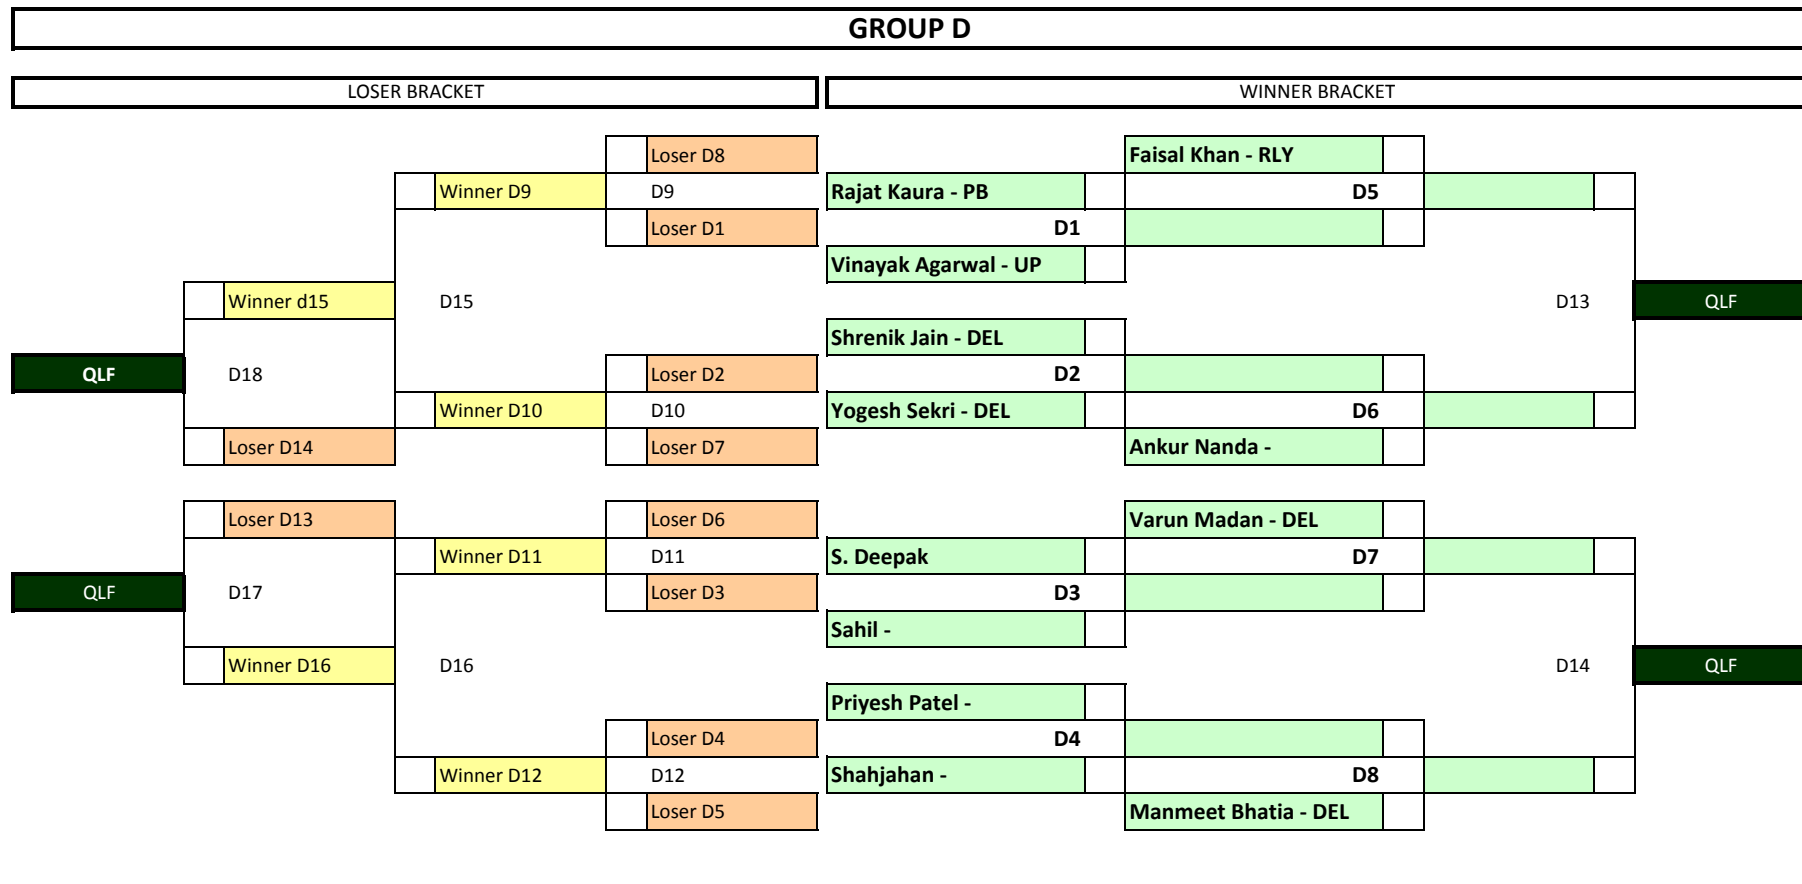 GROUP D
LOSER BRACKET WINNER BRACKET
Loser D8 Faisal Khan - RLY
Winner D9 D9 Rajat Kaura - PB D5
Loser D1 D1
Vinayak Agarwal - UP
Winner d15 D15 D13 QLF
Shrenik Jain - DEL
QLF D18 Loser D2 D2
Winner D10 D10 Yogesh Sekri - DEL D6
Loser D14 Loser D7 Ankur Nanda -
Loser D13 Loser D6 Varun Madan - DEL
Winner D11 D11 S. Deepak D7
QLF D17 Loser D3 D3
Sahil -
Winner D16 D16 D14 QLF
Priyesh Patel -
Loser D4 D4
Winner D12 D12 Shahjahan - D8
Loser D5 Manmeet Bhatia - DEL